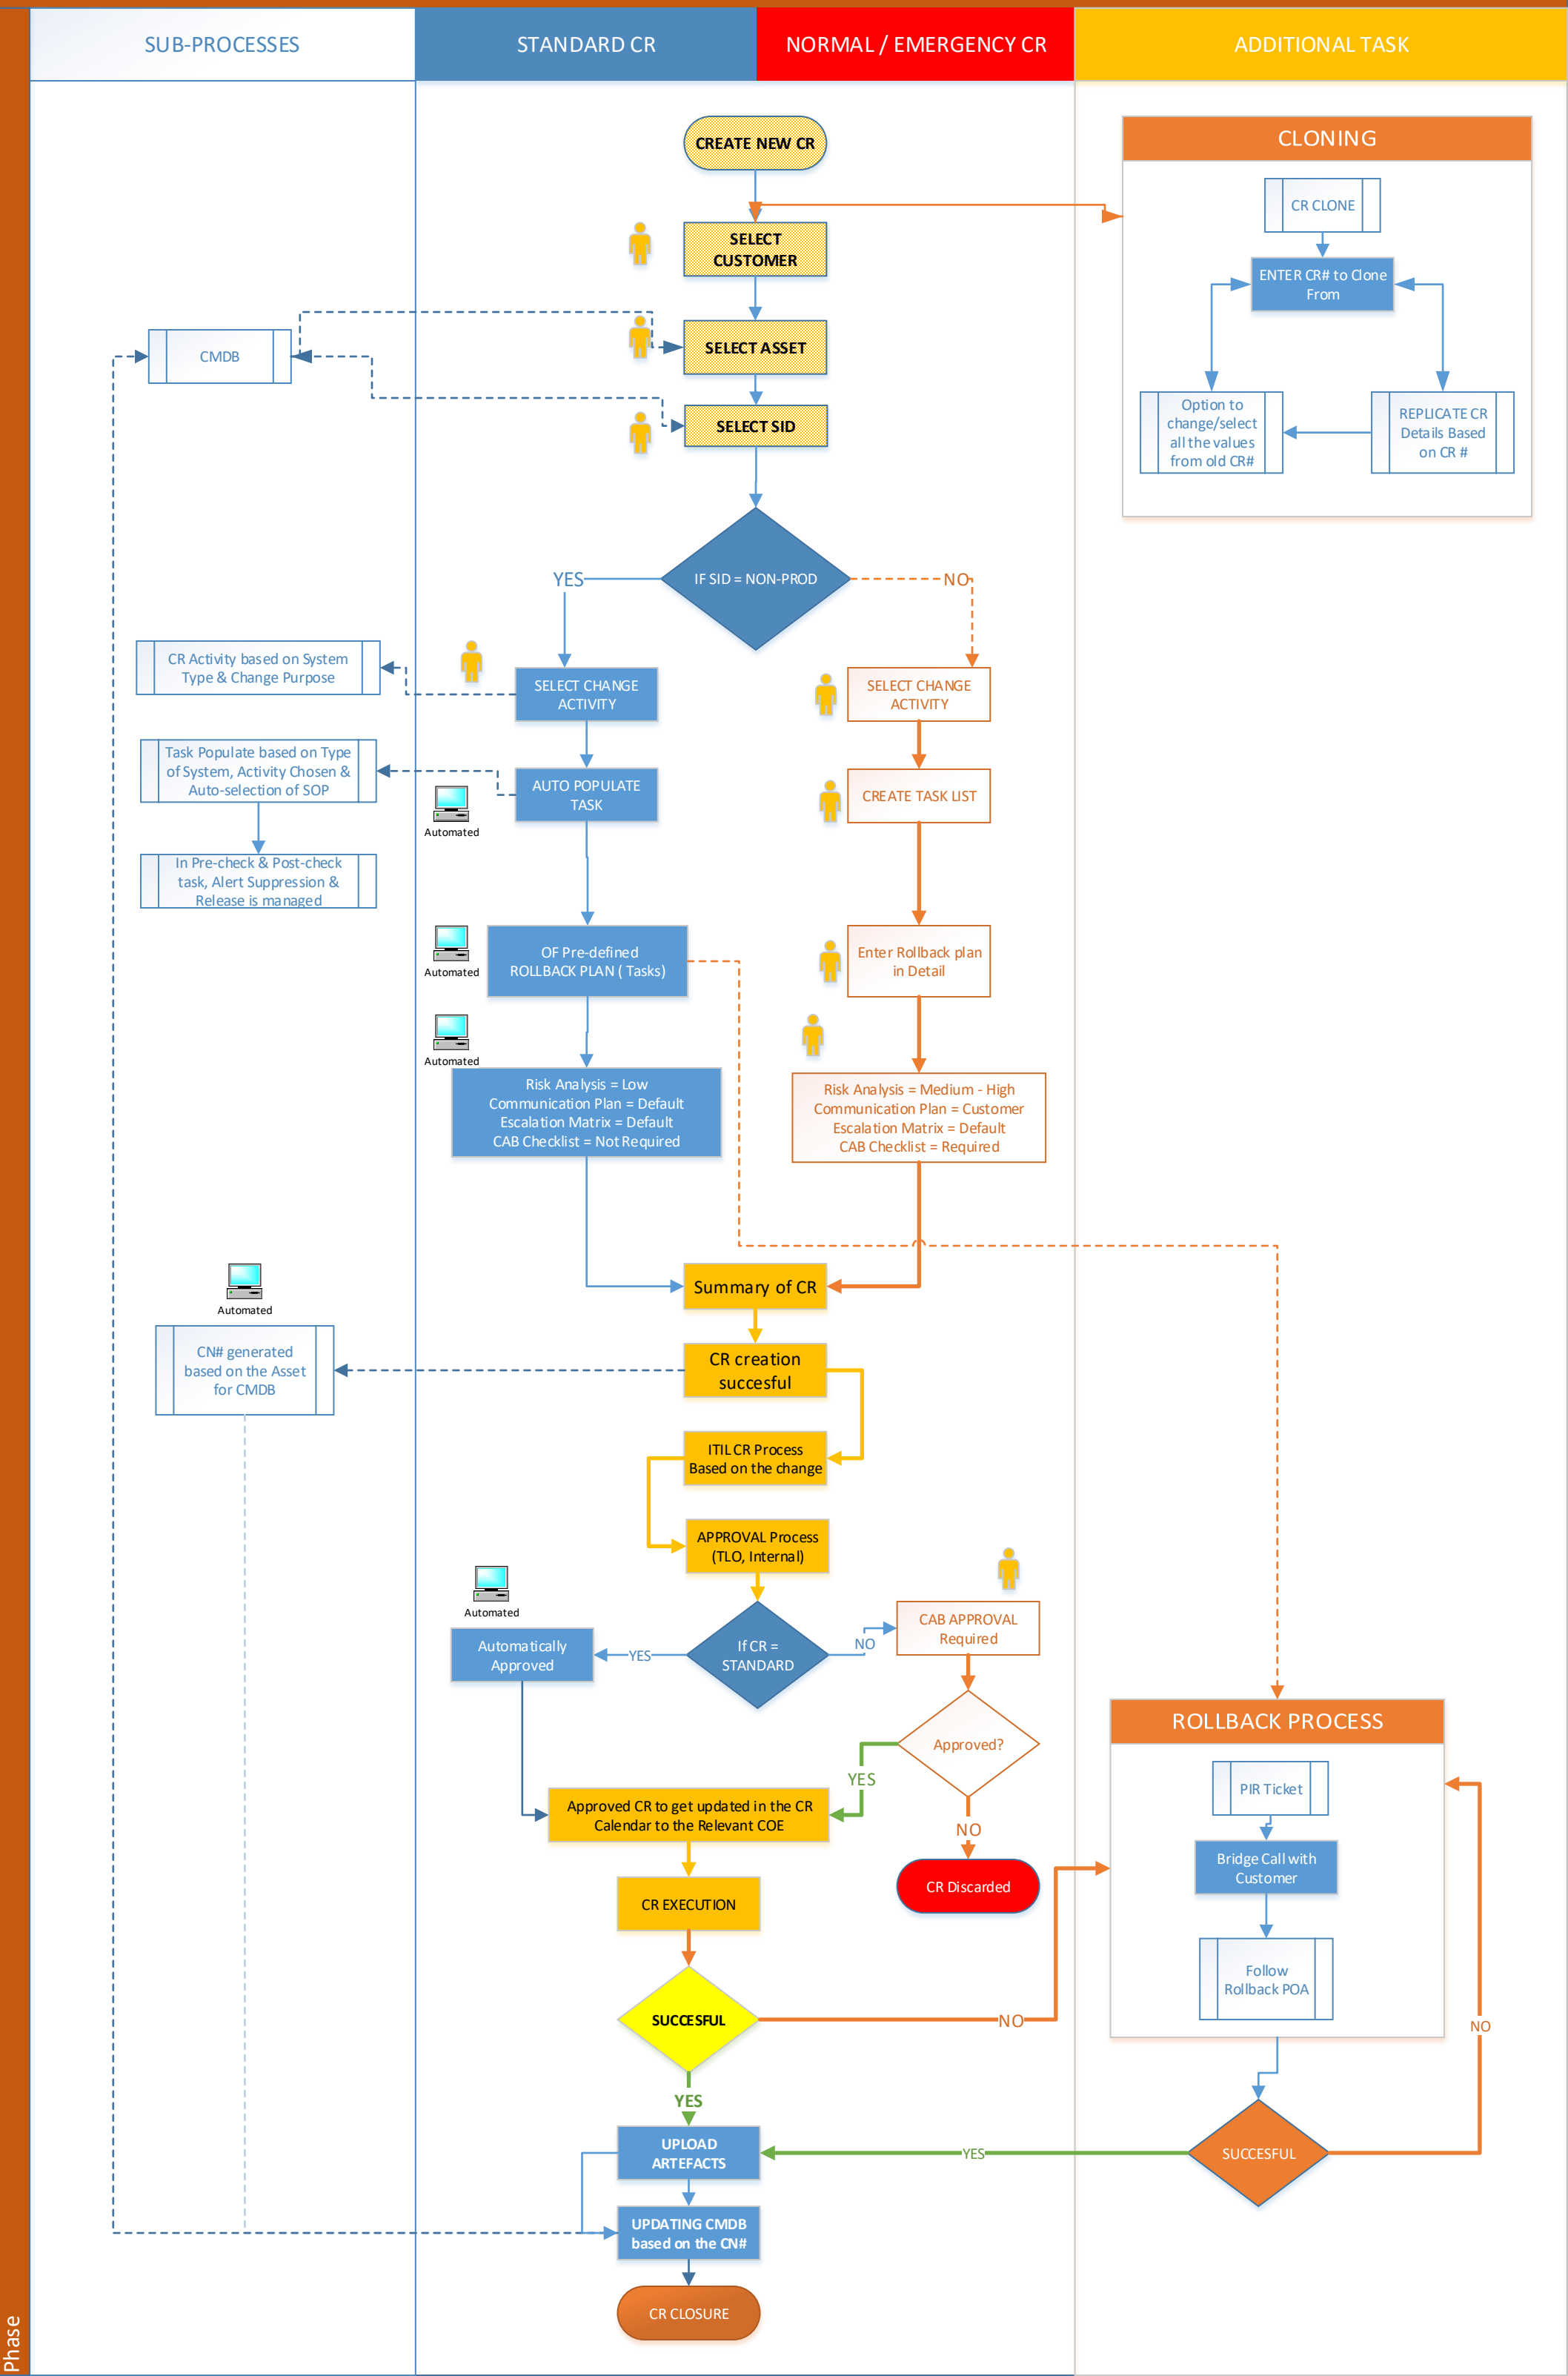 SUB-PROCESSES
STANDARD CR
NORMAL / EMERGENCY CR
ADDITIONAL TASK
CREATE NEW CR
CLONING
CR CLONE
SELECT
CUSTOMER
ENTER CR# to Clone
From
SELECT ASSET
CMDB
SELECT SID
Option to
change/select
all the values
from old CR#
REPLICATE CR
Details Based
on CR #
IF SID = NON-PROD
YES
NO
CR Activity based on System
Type & Change Purpose
SELECT CHANGE
ACTIVITY
SELECT CHANGE
ACTIVITY
Task Populate based on Type
of System, Activity Chosen &
Auto-selection of SOP
AUTO POPULATE
TASK
Automated
CREATE TASK LIST
In Pre-check & Post-check
task, Alert Suppression &
Release is managed
Automated
OF Pre-defined
ROLLBACK PLAN ( Tasks)
Enter Rollback plan
in Detail
Automated
Risk Analysis = Low
Communication Plan = Default
Escalation Matrix = Default
CAB Checklist = Not Required
Risk Analysis = Medium - High
Communication Plan = Customer
Escalation Matrix = Default
CAB Checklist = Required
Summary of CR
Automated
CN# generated
based on the Asset
for CMDB
CR creation
succesful
ITIL CR Process
Based on the change
APPROVAL Process
(TLO, Internal)
Automated
Automatically
Approved
YES
If CR =
STANDARD
NO
CAB APPROVAL
Required
Approved?
YES
NO
CR Discarded
Approved CR to get updated in the CR
Calendar to the Relevant COE
CR EXECUTION
SUCCESFUL
NO
YES
ROLLBACK PROCESS
PIR Ticket
Bridge Call with
Customer
Follow
Rollback POA
NO
SUCCESFUL
YES
UPLOAD
ARTEFACTS
UPDATING CMDB
based on the CN#
CR CLOSURE
Phase